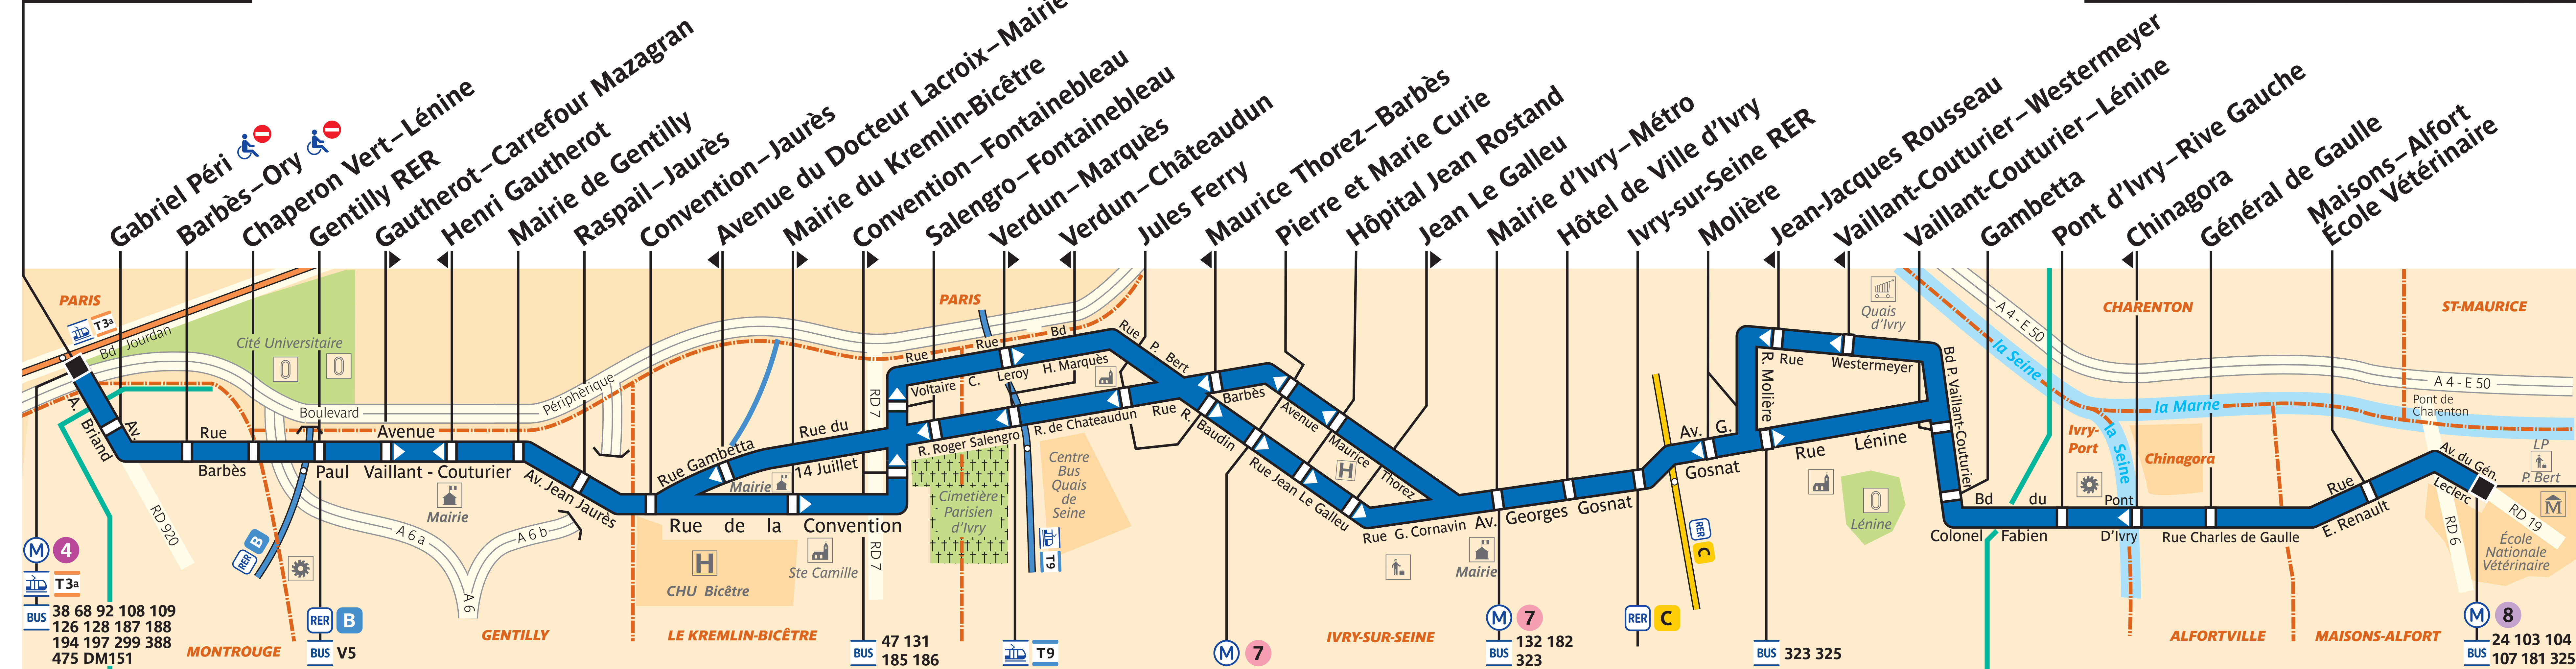 Gabriel Péri
Barbès–Ory
Chaperon Vert–Lénine
Gentilly RER
Gautherot–Carrefour Mazagran
Henri Gautherot
Mairie de Gentilly
Raspail–Jaurès
Convention–Jaurès
Avenue du Docteur Lacroix–Mairie
Mairie du Kremlin-Bicêtre
Convention–Fontainebleau
Salengro–Fontainebleau
Verdun–Marquès
Verdun–Châteaudun
Jules Ferry
Maurice Thorez–Barbès
Pierre et Marie Curie
Hôpital Jean Rostand
Jean Le Galleu
Mairie d'Ivry–Métro
Hôtel de Ville d'Ivry
Ivry-sur-Seine RER
Molière
Jean-Jacques Rousseau
Vaillant-Couturier–Westermeyer
Vaillant-Couturier–Lénine
Gambetta
Pont d'Ivry–Rive Gauche
Chinagora
Général de Gaulle
Maisons–Alfort
École Vétérinaire
PARIS
T3a
Bd Jourdan
Cité Universitaire
Boulevard
Périphérique
Av.
A. Briand
RD 920
Rue
Barbès
Avenue
Paul Vaillant - Couturier
Mairie
RER B
A 6a
A 6b
A 6
Av. Jean Jaurès
Rue Gambetta
Mairie
Rue du
14 Juillet
Rue de la Convention
CHU Bicêtre
Ste Camille
RD 7
RD 7
PARIS
Rue
Voltaire
Rue
C. Leroy
Bd
H. Marquès
R. Roger Salengro
R. de Chateaudun
Cimetière
Parisien
d'Ivry
Centre
Bus
Quais
de
Seine
T9
Rue P. Bert
Rue
R. Baudin
Barbès
Avenue
Maurice
Thorez
Rue Jean Le Galleu
Rue G. Cornavin
Av. Georges Gosnat
Mairie
RER C
Av. G.
Gosnat
R. Molière
Rue
Westermeyer
Rue Lénine
Lénine
Quais
d'Ivry
Bd P. Vaillant-Couturier
Bd du
Colonel Fabien
Pont
D'Ivry
la Seine
A 4 - E 50
la Marne
la Seine
Ivry-
Port
Chinagora
CHARENTON
ST-MAURICE
A 4 - E 50
Pont de
Charenton
Rue Charles de Gaulle
Rue
E. Renault
Av. du Gén.
Leclerc
LP
P. Bert
RD 19
RD 6
École
Nationale
Vétérinaire
MONTROUGE
GENTILLY
LE KREMLIN-BICÊTRE
IVRY-SUR-SEINE
ALFORTVILLE
MAISONS-ALFORT
M 4
T3a
BUS 38 68 92 108 109
126 128 187 188
194 197 299 388
475 DM151
RER B
BUS V5
BUS 47 131
185 186
T9
M 7
M 7
BUS 132 182
323
RER C
BUS 323 325
M 8
BUS 24 103 104
107 181 325